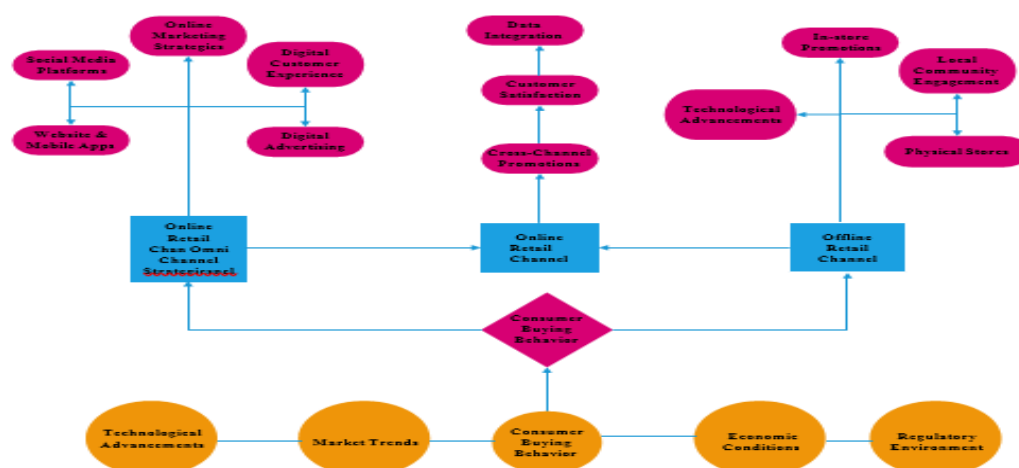 Online
Marketing
Strategies
Social Media
Platforms
Digital
Customer
Experience
Website &
Mobile Apps
Digital
Advertising
Data
Integration
Customer
Satisfaction
Cross-Channel
Promotions
In-store
Promotions
Local
Community
Engagement
Technological
Advancements
Physical Stores
Online
Retail
Chan Omni
Channel
Strategiranel
Online
Retail
Channel
Offline
Retail
Channel
Consumer
Buying
Behavior
Technological
Advancements
Market Trends
Consumer
Buying
Behavior
Economic
Conditions
Regulatory
Environment